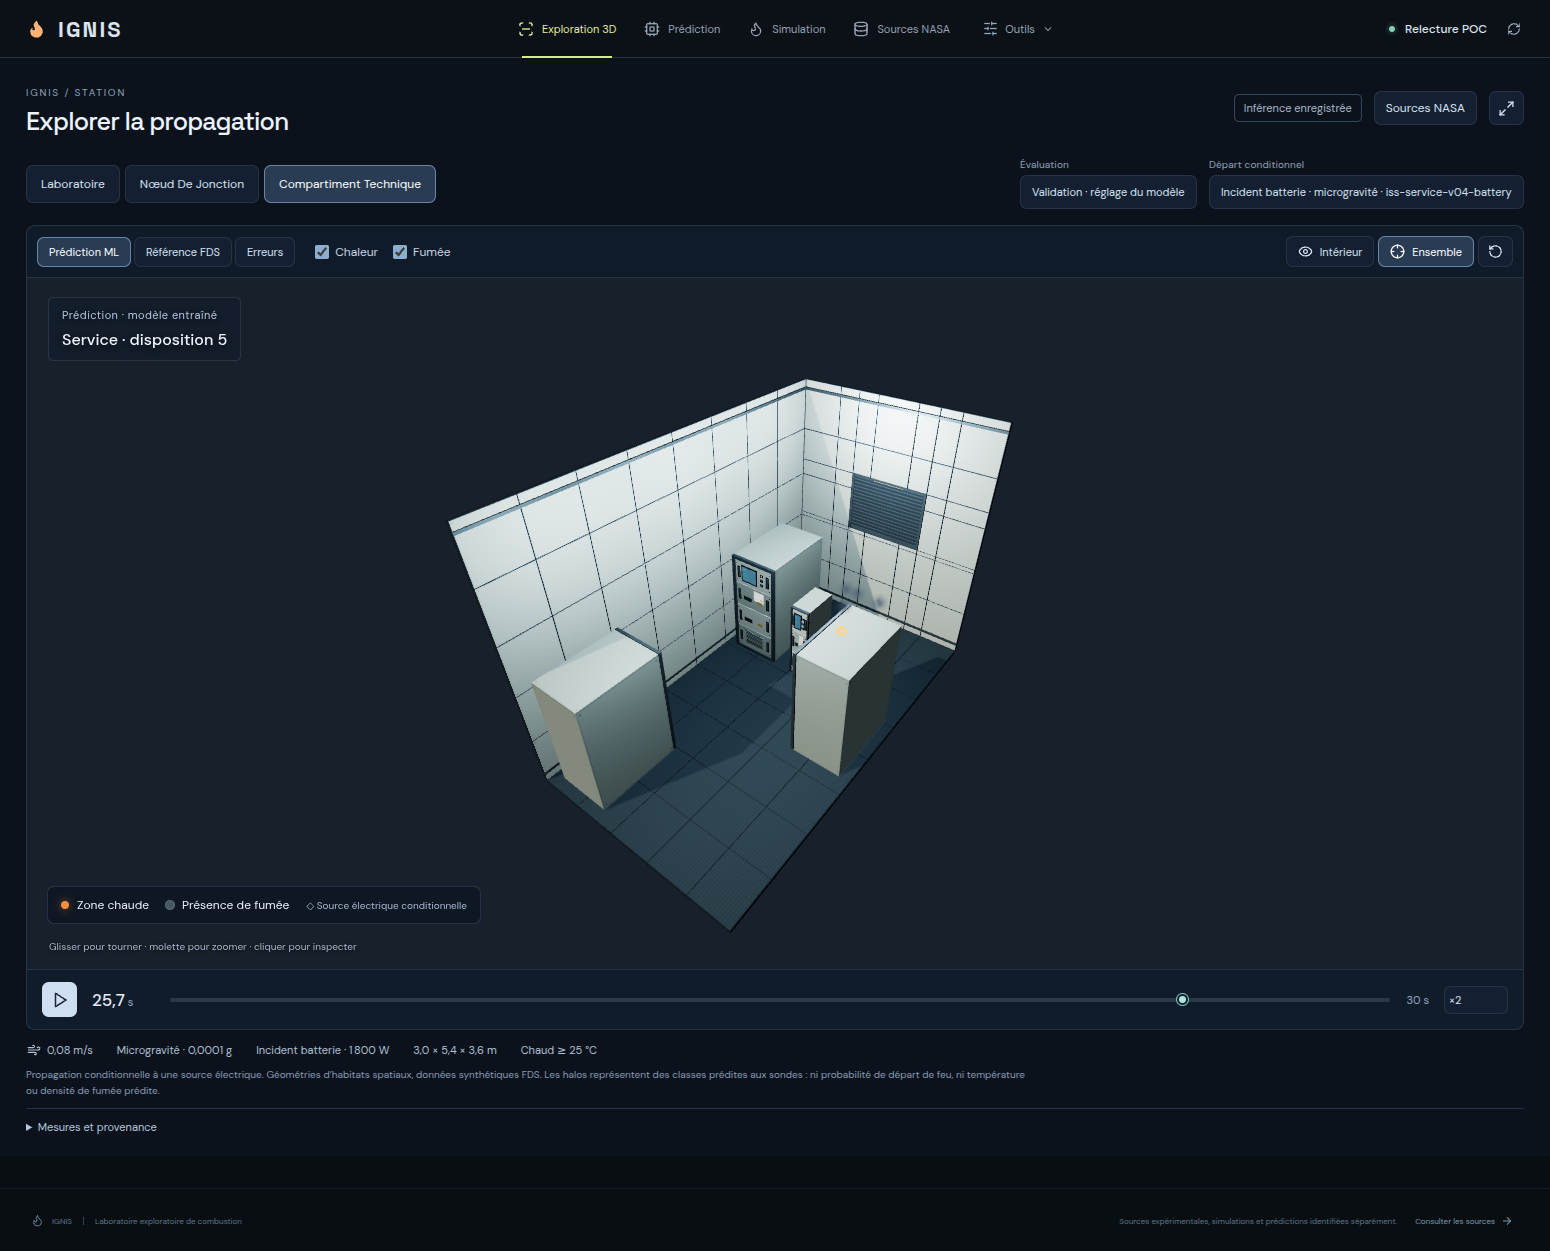 IGNIS
Exploration 3D
Prédiction
Simulation
Sources NASA
Outils
Relecture POC
IGNIS / STATION
Explorer la propagation
Inférence enregistrée
Sources NASA
Laboratoire
Nœud De Jonction
Compartiment Technique
Évaluation
Validation · réglage du modèle
Départ conditionnel
Incident batterie · microgravité · iss-service-v04-battery
Prédiction ML
Référence FDS
Erreurs
Chaleur
Fumée
Intérieur
Ensemble
Prédiction · modèle entraîné
Service · disposition 5
Zone chaude
Présence de fumée
◇ Source électrique conditionnelle
Glisser pour tourner · molette pour zoomer · cliquer pour inspecter
25,7 s
30 s
×2
0,08 m/s
Microgravité · 0,0001 g
Incident batterie · 1 800 W
3,0 × 5,4 × 3,6 m
Chaud ≥ 25 °C
Propagation conditionnelle à une source électrique. Géométries d'habitats spatiaux, données synthétiques FDS. Les halos représentent des classes prédites aux sondes : ni probabilité de départ de feu, ni température
ou densité de fumée prédite.
Mesures et provenance
IGNIS
Laboratoire exploratoire de combustion
Sources expérimentales, simulations et prédictions identifiées séparément.
Consulter les sources